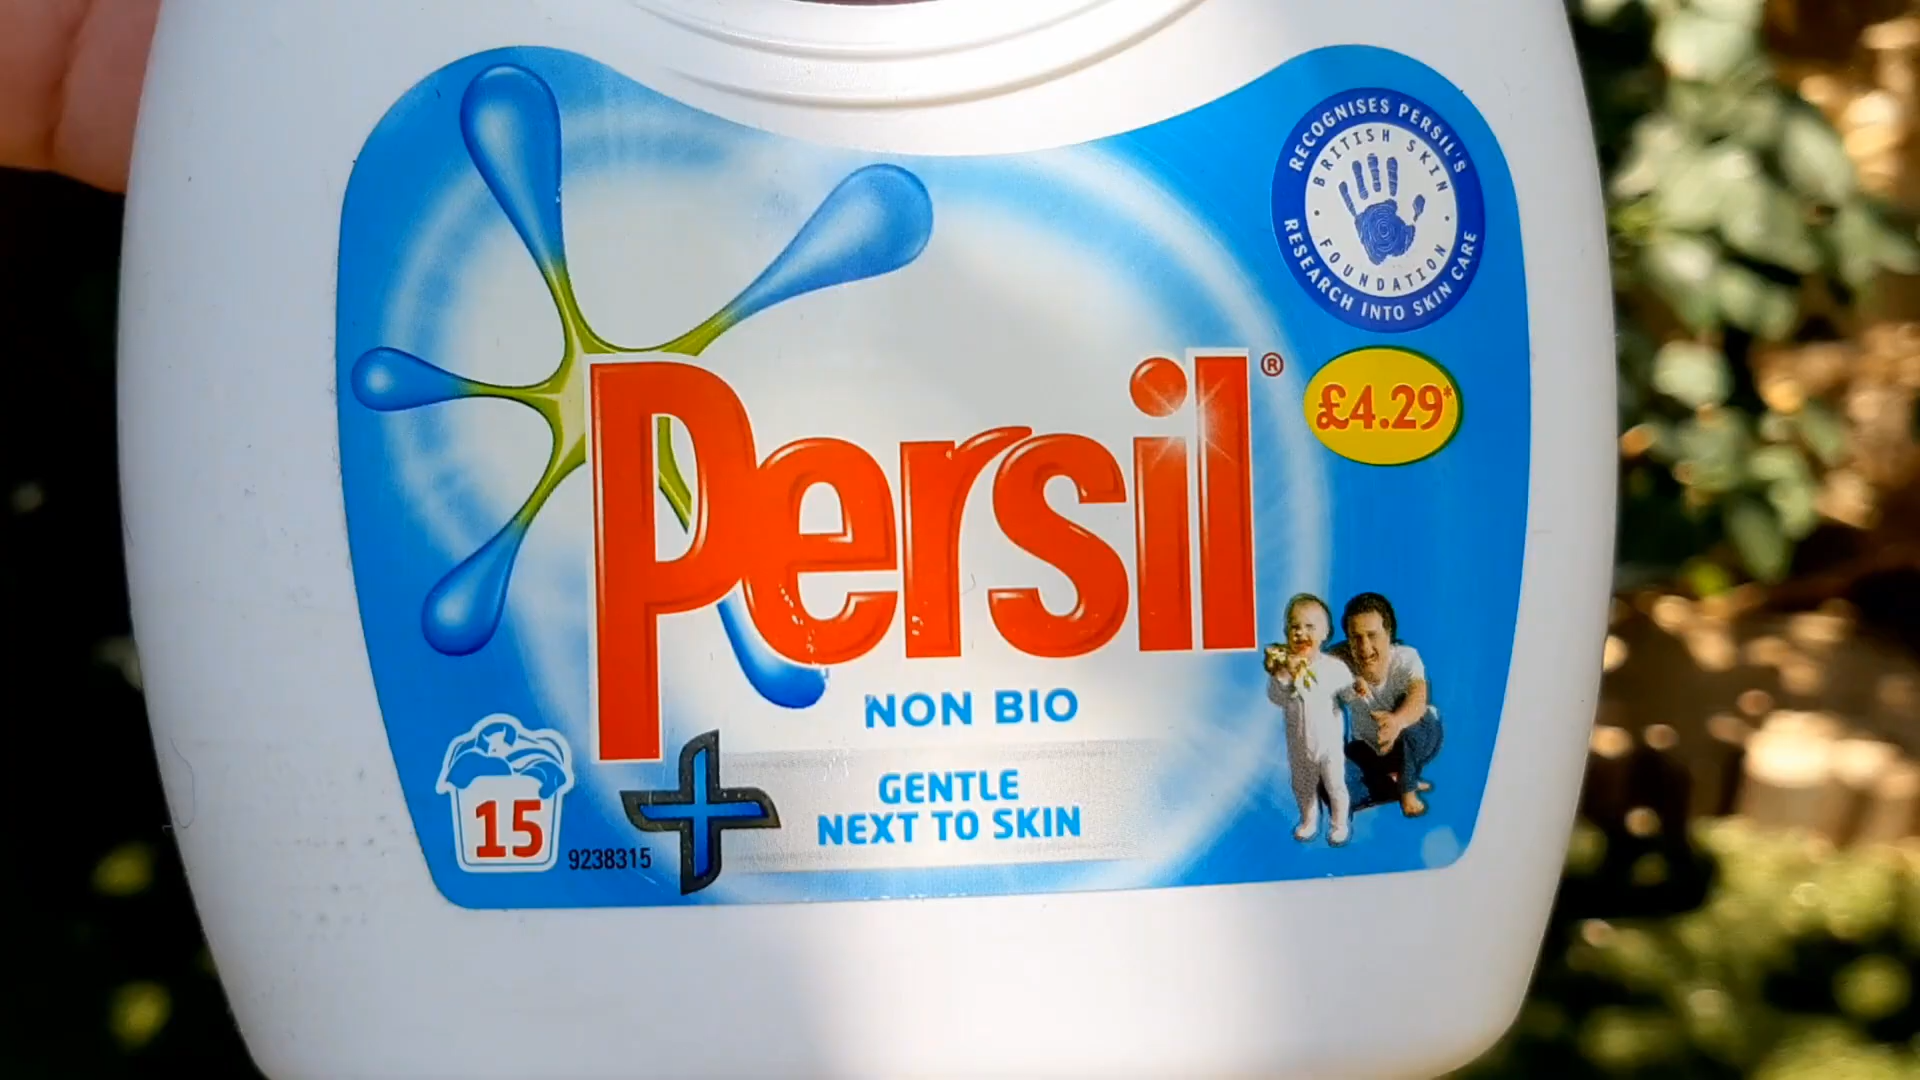 RECOGNISES PERSIL'S
BRITISH SKIN
FOUNDATION
RESEARCH INTO SKIN CARE
£4.29*
Persil®
NON BIO
GENTLE
NEXT TO SKIN
15
9238315